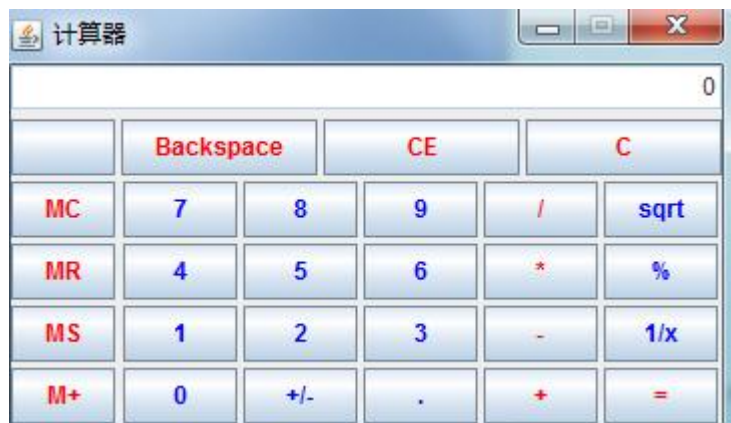 计算器
0
Backspace CE C
MC 7 8 9 / sqrt
MR 4 5 6 * %
MS 1 2 3 - 1/x
M+ 0 +/- . + =